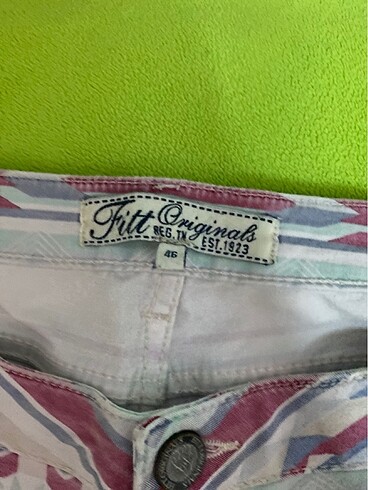 Fitt Originals
REG. TM EST. 1923
46